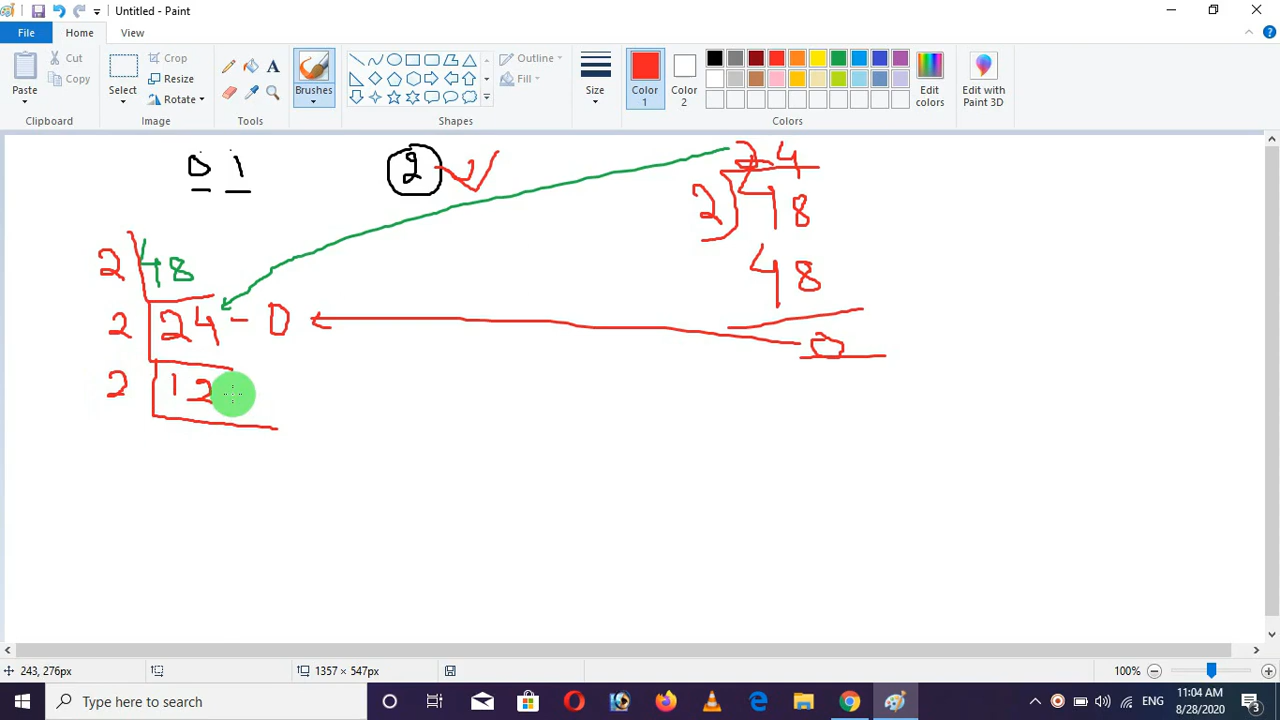 Untitled - Paint
File Home View
Paste Cut Copy
Select Crop Resize Rotate
Brushes
Outline Fill
Size
Color 1 Color 2
Edit colors
Edit with Paint 3D
Clipboard Image Tools Shapes Colors
0 1 2
24
2 48
48
0
2 48
2 24 - 0
2 12
243, 276px 1357 × 547px 100%
Type here to search
ENG
11:04 AM
8/28/2020
3